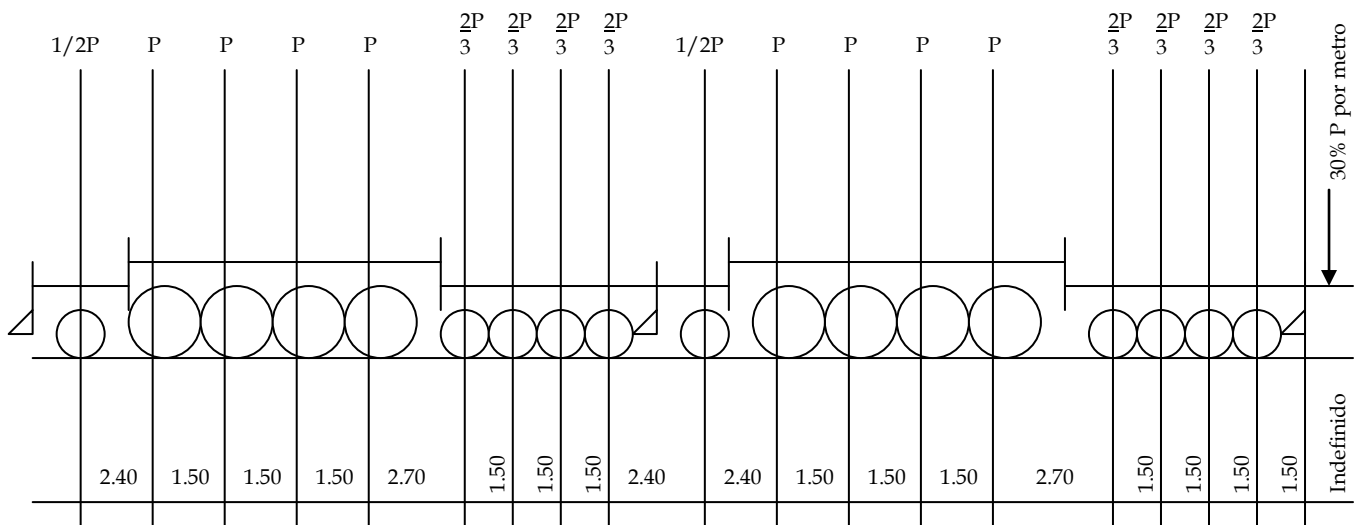 2P 2P 2P 2P 2P 2P 2P 2P
1/2P P P P P 3 3 3 3 1/2P P P P P 3 3 3 3
30% P por metro
2.40 1.50 1.50 1.50 2.70 1.50 1.50 1.50 2.40 2.40 1.50 1.50 1.50 2.70 1.50 1.50 1.50 1.50 Indefinido